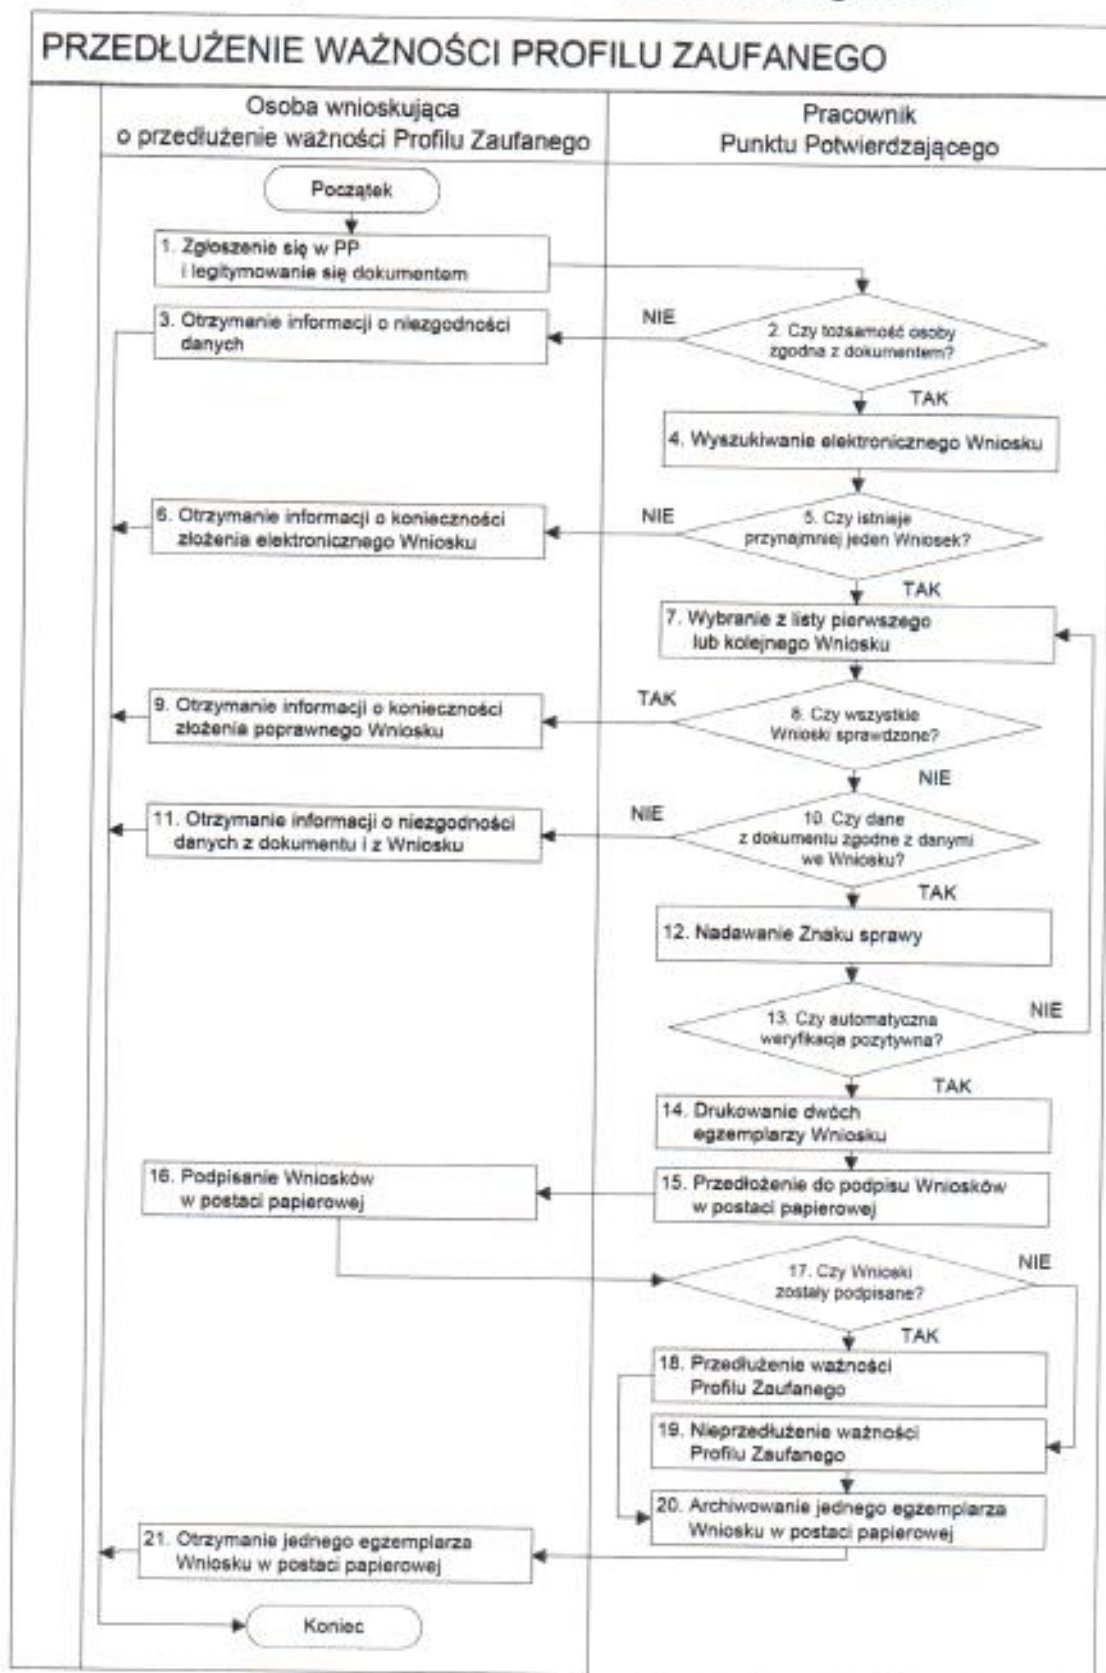 PRZEDŁUŻENIE WAŻNOŚCI PROFILU ZAUFANEGO
Osoba wnioskująca
o przedłużenie ważności Profilu Zaufanego
Pracownik
Punktu Potwierdzającego
Początek
1. Zgłoszenie się w PP
i legitymowanie się dokumentem
3. Otrzymanie informacji o niezgodności
danych
NIE
2. Czy tożsamość osoby
zgodna z dokumentem?
TAK
4. Wyszukiwanie elektronicznego Wniosku
6. Otrzymanie informacji o konieczności
złożenia elektronicznego Wniosku
NIE
5. Czy istnieje
przynajmniej jeden Wniosek?
TAK
7. Wybranie z listy pierwszego
lub kolejnego Wniosku
9. Otrzymanie informacji o konieczności
złożenia poprawnego Wniosku
TAK
8. Czy wszystkie
Wnioski sprawdzone?
NIE
11. Otrzymanie informacji o niezgodności
danych z dokumentu i z Wniosku
NIE
10. Czy dane
z dokumentu zgodne z danymi
we Wniosku?
TAK
12. Nadawanie Znaku sprawy
13. Czy automatyczna
weryfikacja pozytywna?
NIE
TAK
14. Drukowanie dwóch
egzemplarzy Wniosku
16. Podpisanie Wniosków
w postaci papierowej
15. Przedłożenie do podpisu Wniosków
w postaci papierowej
17. Czy Wnioski
zostały podpisane?
NIE
TAK
18. Przedłużenie ważności
Profilu Zaufanego
19. Nieprzedłużenie ważności
Profilu Zaufanego
20. Archiwowanie jednego egzemplarza
Wniosku w postaci papierowej
21. Otrzymanie jednego egzemplarza
Wniosku w postaci papierowej
Koniec